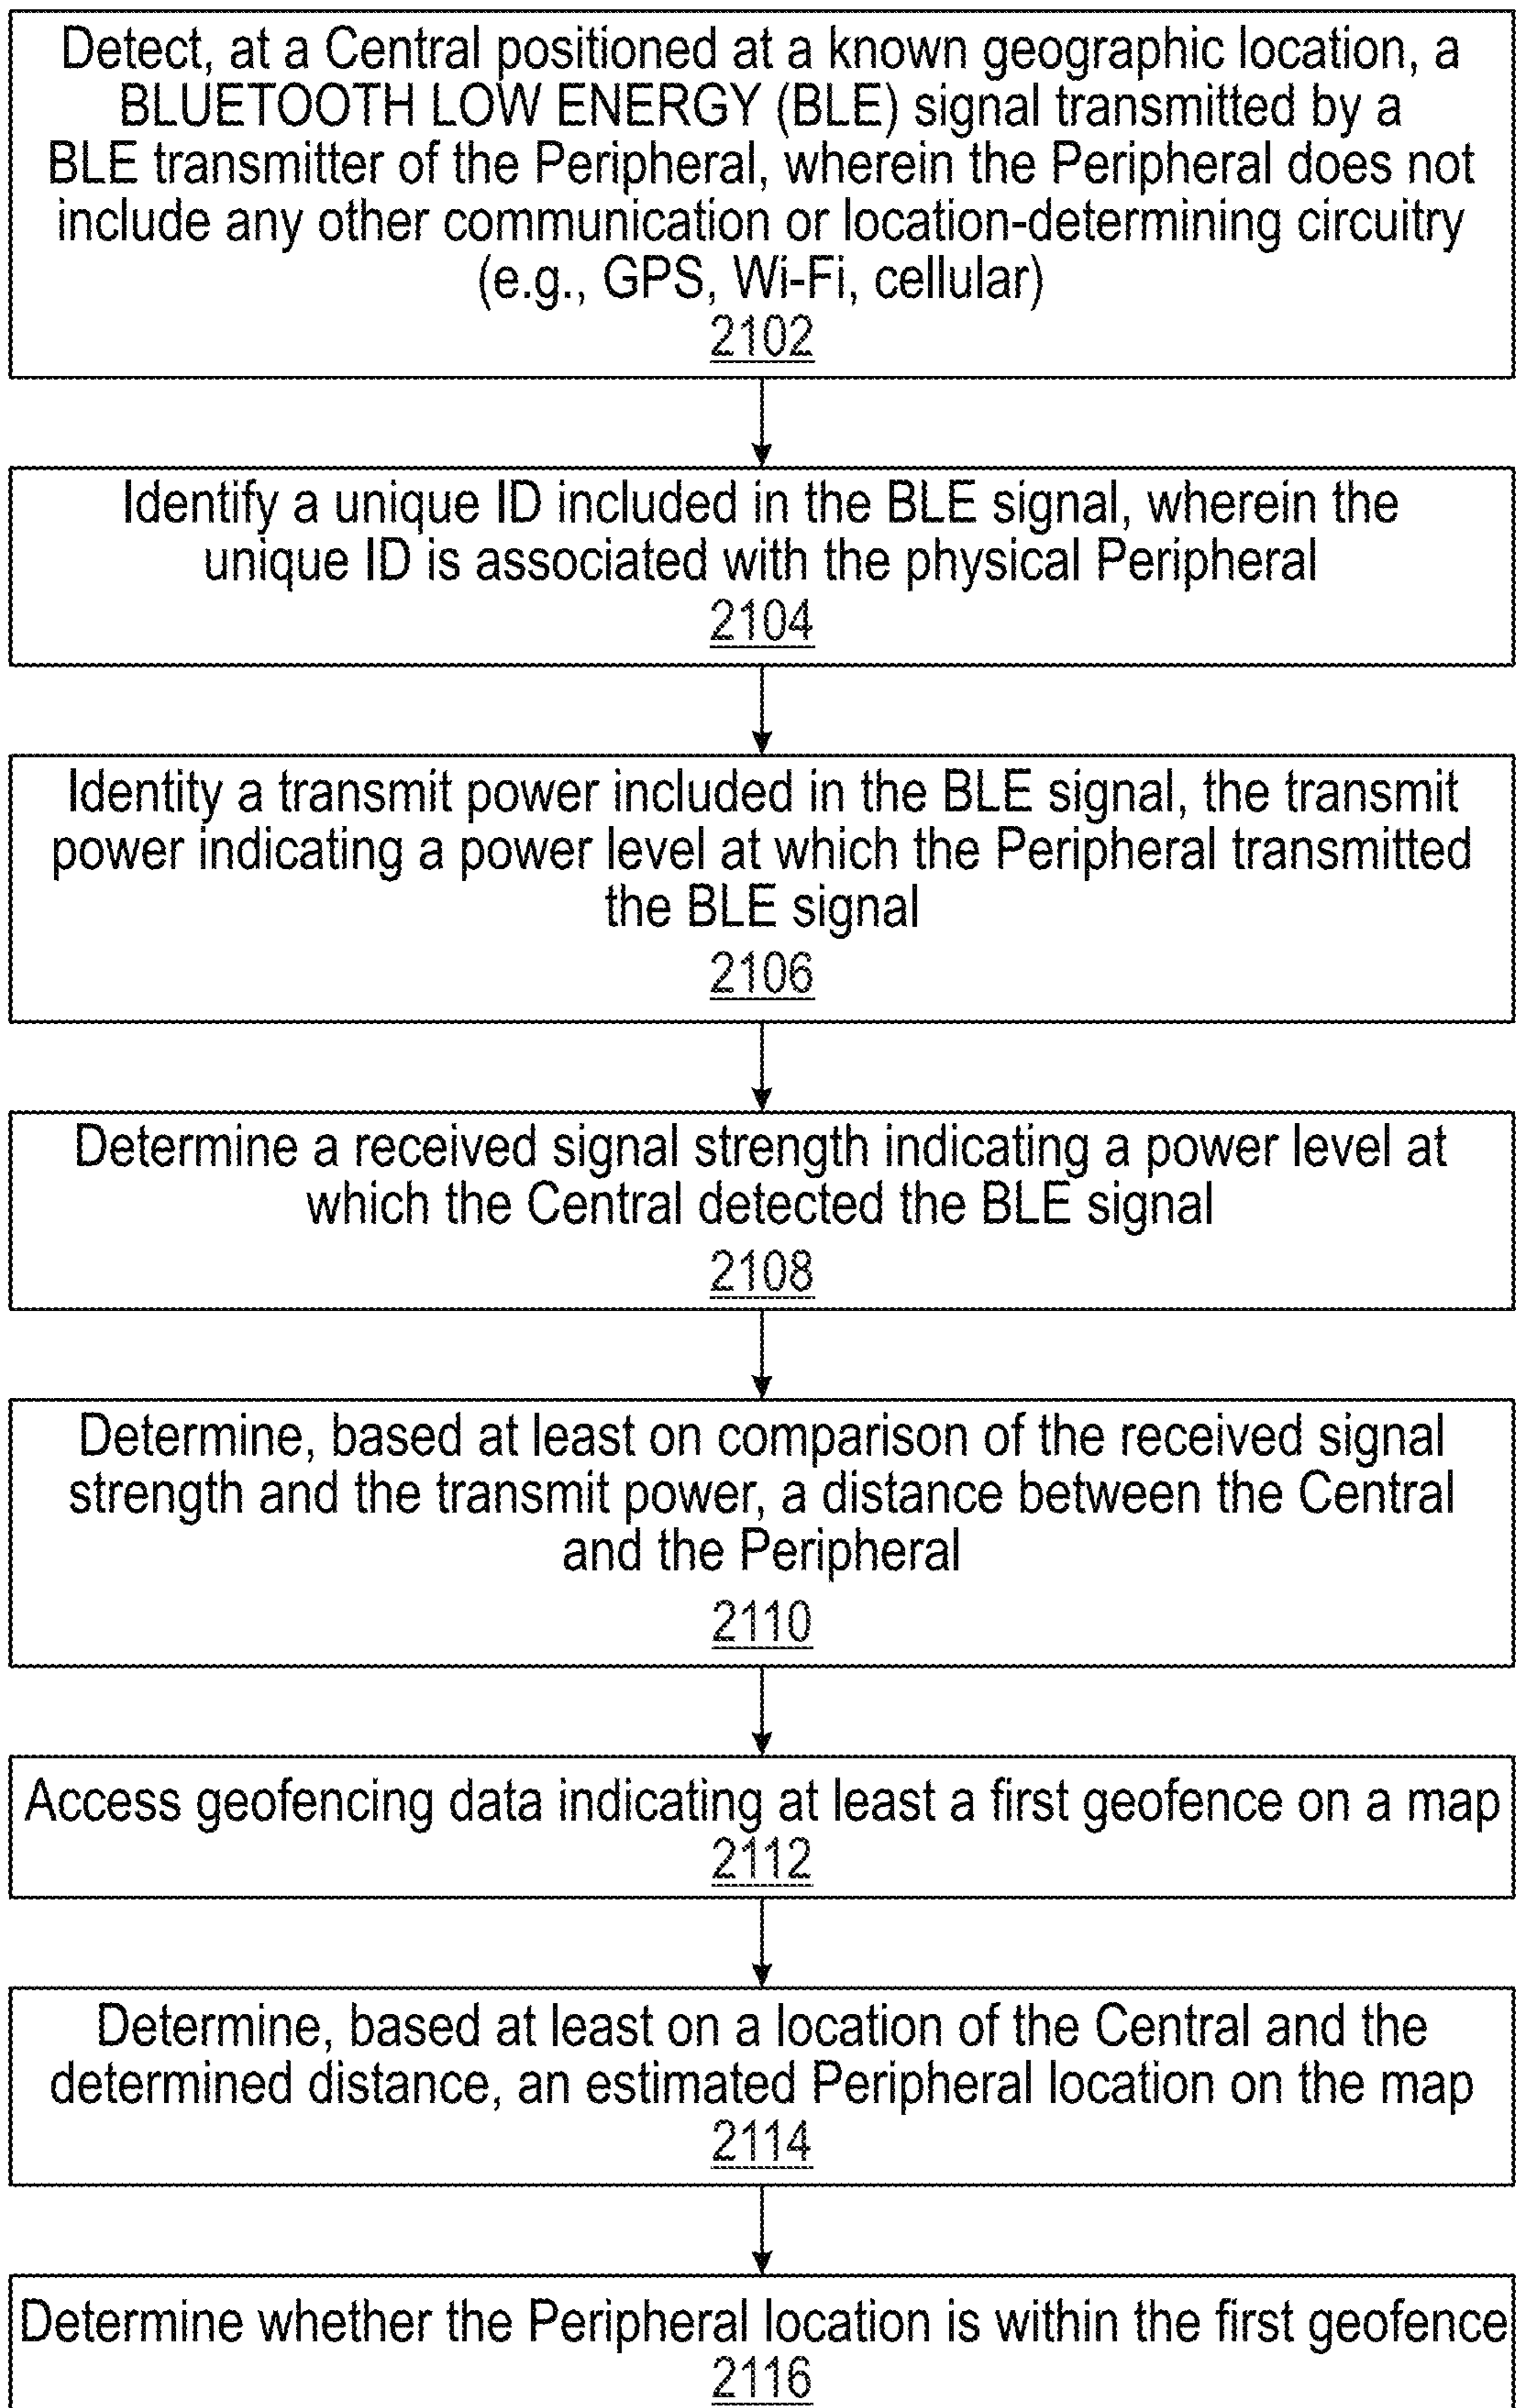 Detect, at a Central positioned at a known geographic location, a
BLUETOOTH LOW ENERGY (BLE) signal transmitted by a
BLE transmitter of the Peripheral, wherein the Peripheral does not
include any other communication or location-determining circuitry
(e.g., GPS, Wi-Fi, cellular)
2102
Identify a unique ID included in the BLE signal, wherein the
unique ID is associated with the physical Peripheral
2104
Identity a transmit power included in the BLE signal, the transmit
power indicating a power level at which the Peripheral transmitted
the BLE signal
2106
Determine a received signal strength indicating a power level at
which the Central detected the BLE signal
2108
Determine, based at least on comparison of the received signal
strength and the transmit power, a distance between the Central
and the Peripheral
2110
Access geofencing data indicating at least a first geofence on a map
2112
Determine, based at least on a location of the Central and the
determined distance, an estimated Peripheral location on the map
2114
Determine whether the Peripheral location is within the first geofence
2116